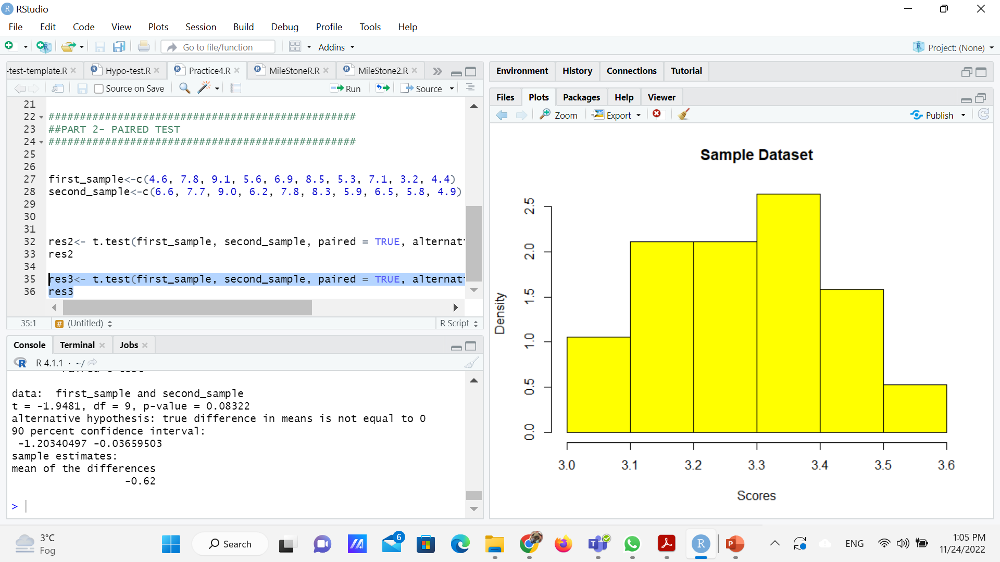 RStudio
File Edit Code View Plots Session Build Debug Profile Tools Help
Go to file/function Addins Project: (None)
-test-template.R Hypo-test.R Practice4.R MileStoneR.R MileStone2.R
Source on Save Run Source
21
22 #################################################
23 ##PART 2- PAIRED TEST
24 #################################################
25
26
27 first_sample<-c(4.6, 7.8, 9.1, 5.6, 6.9, 8.5, 5.3, 7.1, 3.2, 4.4)
28 second_sample<-c(6.6, 7.7, 9.0, 6.2, 7.8, 8.3, 5.9, 6.5, 5.8, 4.9)
29
30
31
32 res2<- t.test(first_sample, second_sample, paired = TRUE, alternat
33 res2
34
35 res3<- t.test(first_sample, second_sample, paired = TRUE, alternat
36 res3
35:1 # (Untitled) R Script
Console Terminal Jobs
R 4.1.1 · ~/
data:  first_sample and second_sample
t = -1.9481, df = 9, p-value = 0.08322
alternative hypothesis: true difference in means is not equal to 0
90 percent confidence interval:
-1.20340497 -0.03659503
sample estimates:
mean of the differences
-0.62
>
Environment History Connections Tutorial
Files Plots Packages Help Viewer
Zoom Export Publish
Sample Dataset
Density
2.5
2.0
1.5
1.0
0.5
0.0
3.0 3.1 3.2 3.3 3.4 3.5 3.6
Scores
3°C
Fog
Search
6
ENG
1:05 PM
11/24/2022